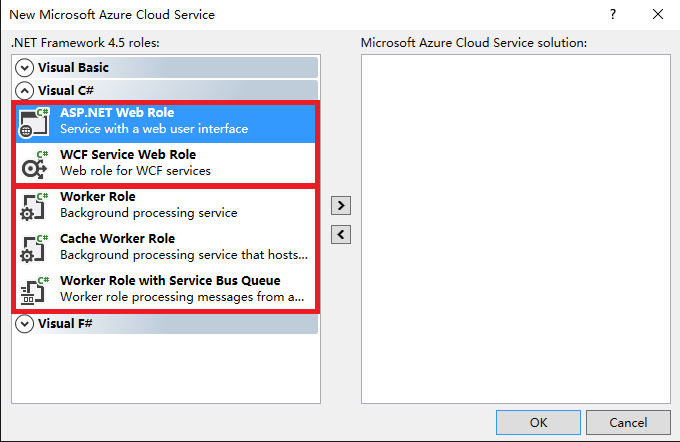 New Microsoft Azure Cloud Service
.NET Framework 4.5 roles:
Microsoft Azure Cloud Service solution:
Visual Basic
Visual C#
C#
ASP.NET Web Role
Service with a web user interface
C#
WCF Service Web Role
Web role for WCF services
C#
Worker Role
Background processing service
C#
Cache Worker Role
Background processing service that hosts...
C#
Worker Role with Service Bus Queue
Worker role processing messages from a...
Visual F#
OK
Cancel